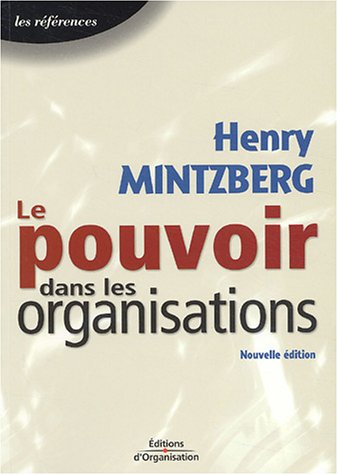 les références
Henry
MINTZBERG
Le
pouvoir
dans les
organisations
Nouvelle édition
Éditions
d'Organisation